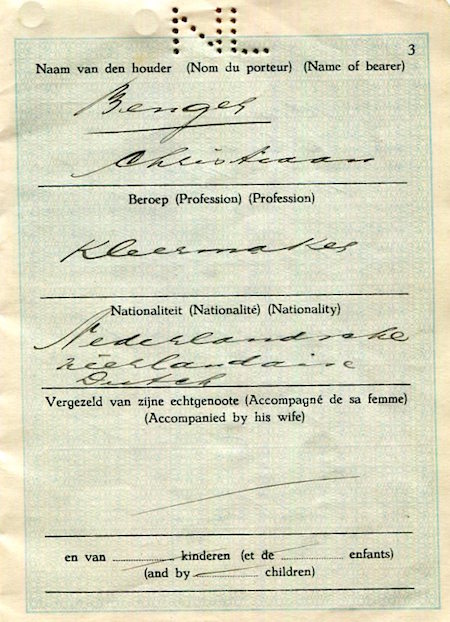 NL
3
Naam van den houder (Nom du porteur) (Name of bearer)
Benger
Christiaan
Beroep (Profession) (Profession)
Kleermaker
Nationaliteit (Nationalité) (Nationality)
Nederlandsche
néerlandaise
Dutch
Vergezeld van zijne echtgenoote (Accompagné de sa femme)
(Accompanied by his wife)
en van ............ kinderen (et de ............ enfants)
(and by ............ children)